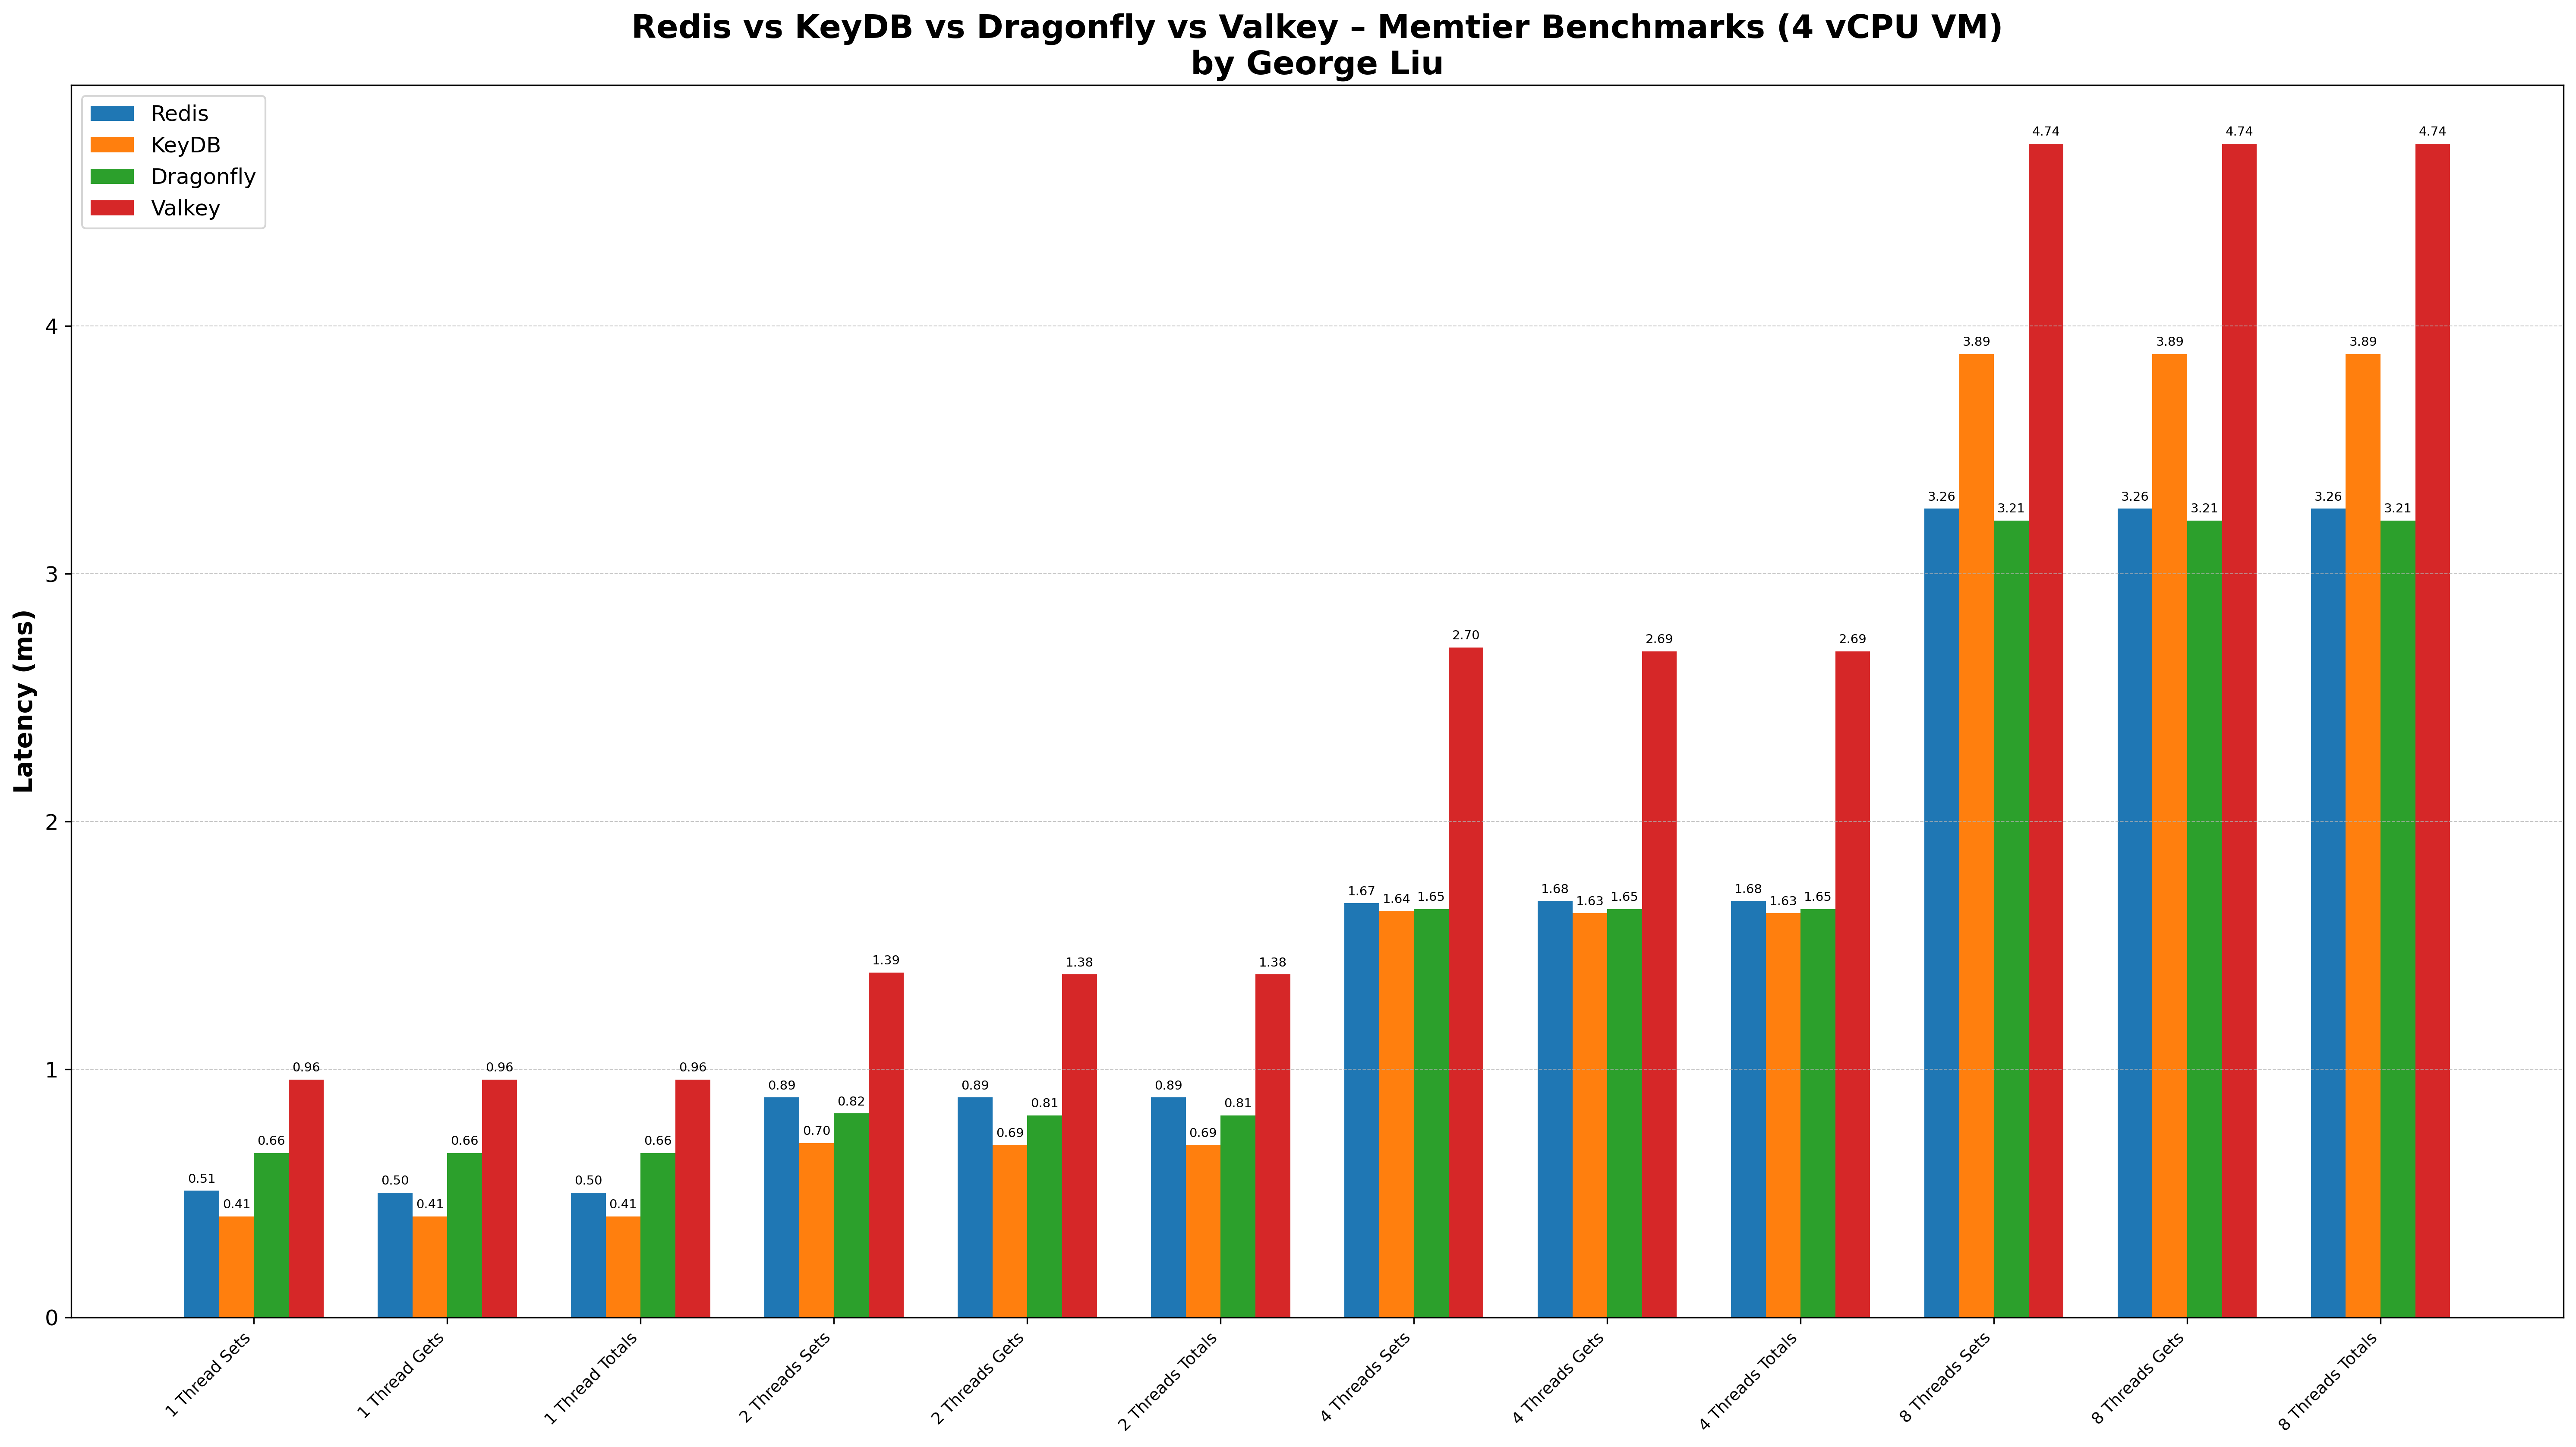 Redis vs KeyDB vs Dragonfly vs Valkey – Memtier Benchmarks (4 vCPU VM)
by George Liu
Redis
KeyDB
Dragonfly
Valkey
Latency (ms)
4
3
2
1
0
0.51
0.41
0.66
0.96
0.50
0.41
0.66
0.96
0.50
0.41
0.66
0.96
0.89
0.70
0.82
1.39
0.89
0.69
0.81
1.38
0.89
0.69
0.81
1.38
1.67
1.64
1.65
2.70
1.68
1.63
1.65
2.69
1.68
1.63
1.65
2.69
3.26
3.89
3.21
4.74
3.26
3.89
3.21
4.74
3.26
3.89
3.21
4.74
1 Thread Sets
1 Thread Gets
1 Thread Totals
2 Threads Sets
2 Threads Gets
2 Threads Totals
4 Threads Sets
4 Threads Gets
4 Threads Totals
8 Threads Sets
8 Threads Gets
8 Threads Totals